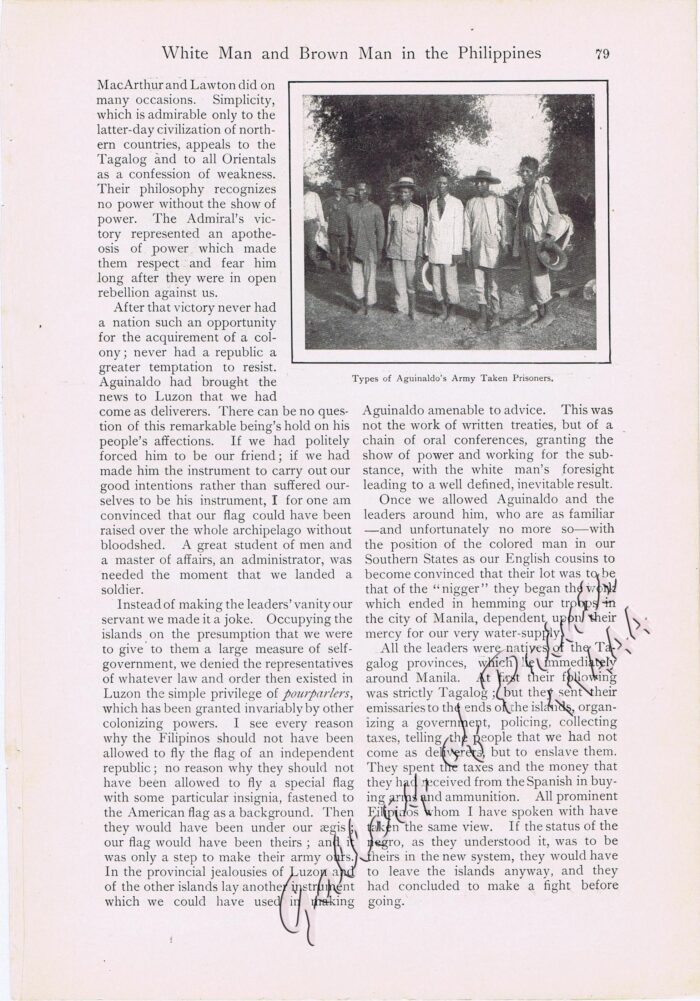 White Man and Brown Man in the Philippines 79
MacArthur and Lawton did on
many occasions. Simplicity,
which is admirable only to the
latter-day civilization of north-
ern countries, appeals to the
Tagalog and to all Orientals
as a confession of weakness.
Their philosophy recognizes
no power without the show of
power. The Admiral's vic-
tory represented an apothe-
osis of power which made
them respect and fear him
long after they were in open
rebellion against us.
After that victory never had
a nation such an opportunity
for the acquirement of a col-
ony; never had a republic a
greater temptation to resist.
Aguinaldo had brought the
news to Luzon that we had
come as deliverers. There can be no ques-
tion of this remarkable being's hold on his
people's affections. If we had politely
forced him to be our friend; if we had
made him the instrument to carry out our
good intentions rather than suffered our-
selves to be his instrument, I for one am
convinced that our flag could have been
raised over the whole archipelago without
bloodshed. A great student of men and
a master of affairs, an administrator, was
needed the moment that we landed a
soldier.
Instead of making the leaders' vanity our
servant we made it a joke. Occupying the
islands on the presumption that we were
to give to them a large measure of self-
government, we denied the representatives
of whatever law and order then existed in
Luzon the simple privilege of pourparlers,
which has been granted invariably by other
colonizing powers. I see every reason
why the Filipinos should not have been
allowed to fly the flag of an independent
republic; no reason why they should not
have been allowed to fly a special flag
with some particular insignia, fastened to
the American flag as a background. Then
they would have been under our ægis;
our flag would have been theirs; and it
was only a step to make their army ours.
In the provincial jealousies of Luzon and
of the other islands lay another instrument
which we could have used in making
Types of Aguinaldo's Army Taken Prisoners.
Aguinaldo amenable to advice. This was
not the work of written treaties, but of a
chain of oral conferences, granting the
show of power and working for the sub-
stance, with the white man's foresight
leading to a well defined, inevitable result.
Once we allowed Aguinaldo and the
leaders around him, who are as familiar
—and unfortunately no more so—with
the position of the colored man in our
Southern States as our English cousins to
become convinced that their lot was to be
that of the "nigger" they began the work
which ended in hemming our troops in
the city of Manila, dependent upon their
mercy for our very water-supply.
All the leaders were natives of the Ta-
galog provinces, which lie immediately
around Manila. At first their following
was strictly Tagalog; but they sent their
emissaries to the ends of the islands, organ-
izing a government, policing, collecting
taxes, telling the people that we had not
come as deliverers, but to enslave them.
They spent the taxes and the money that
they had received from the Spanish in buy-
ing arms and ammunition. All prominent
Filipinos whom I have spoken with have
taken the same view. If the status of the
negro, as they understood it, was to be
theirs in the new system, they would have
to leave the islands anyway, and they
had concluded to make a fight before
going.
Gallery of Prints